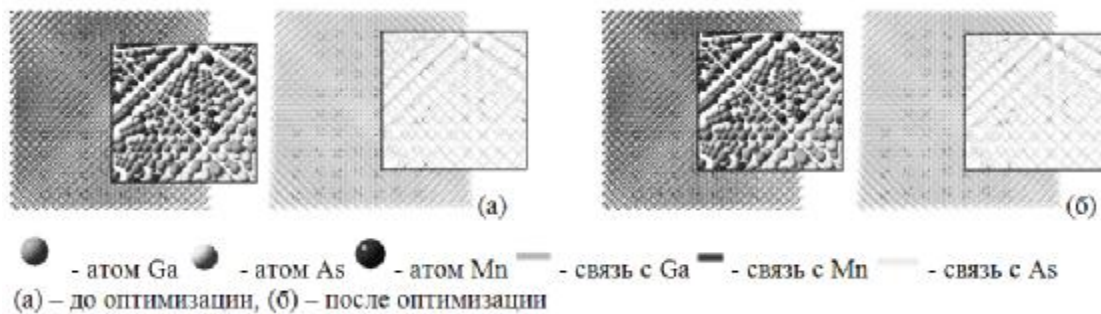 (а)
(б)
- атом Ga - атом As - атом Mn - связь с Ga - связь с Mn - связь с As
(а) – до оптимизации, (б) – после оптимизации